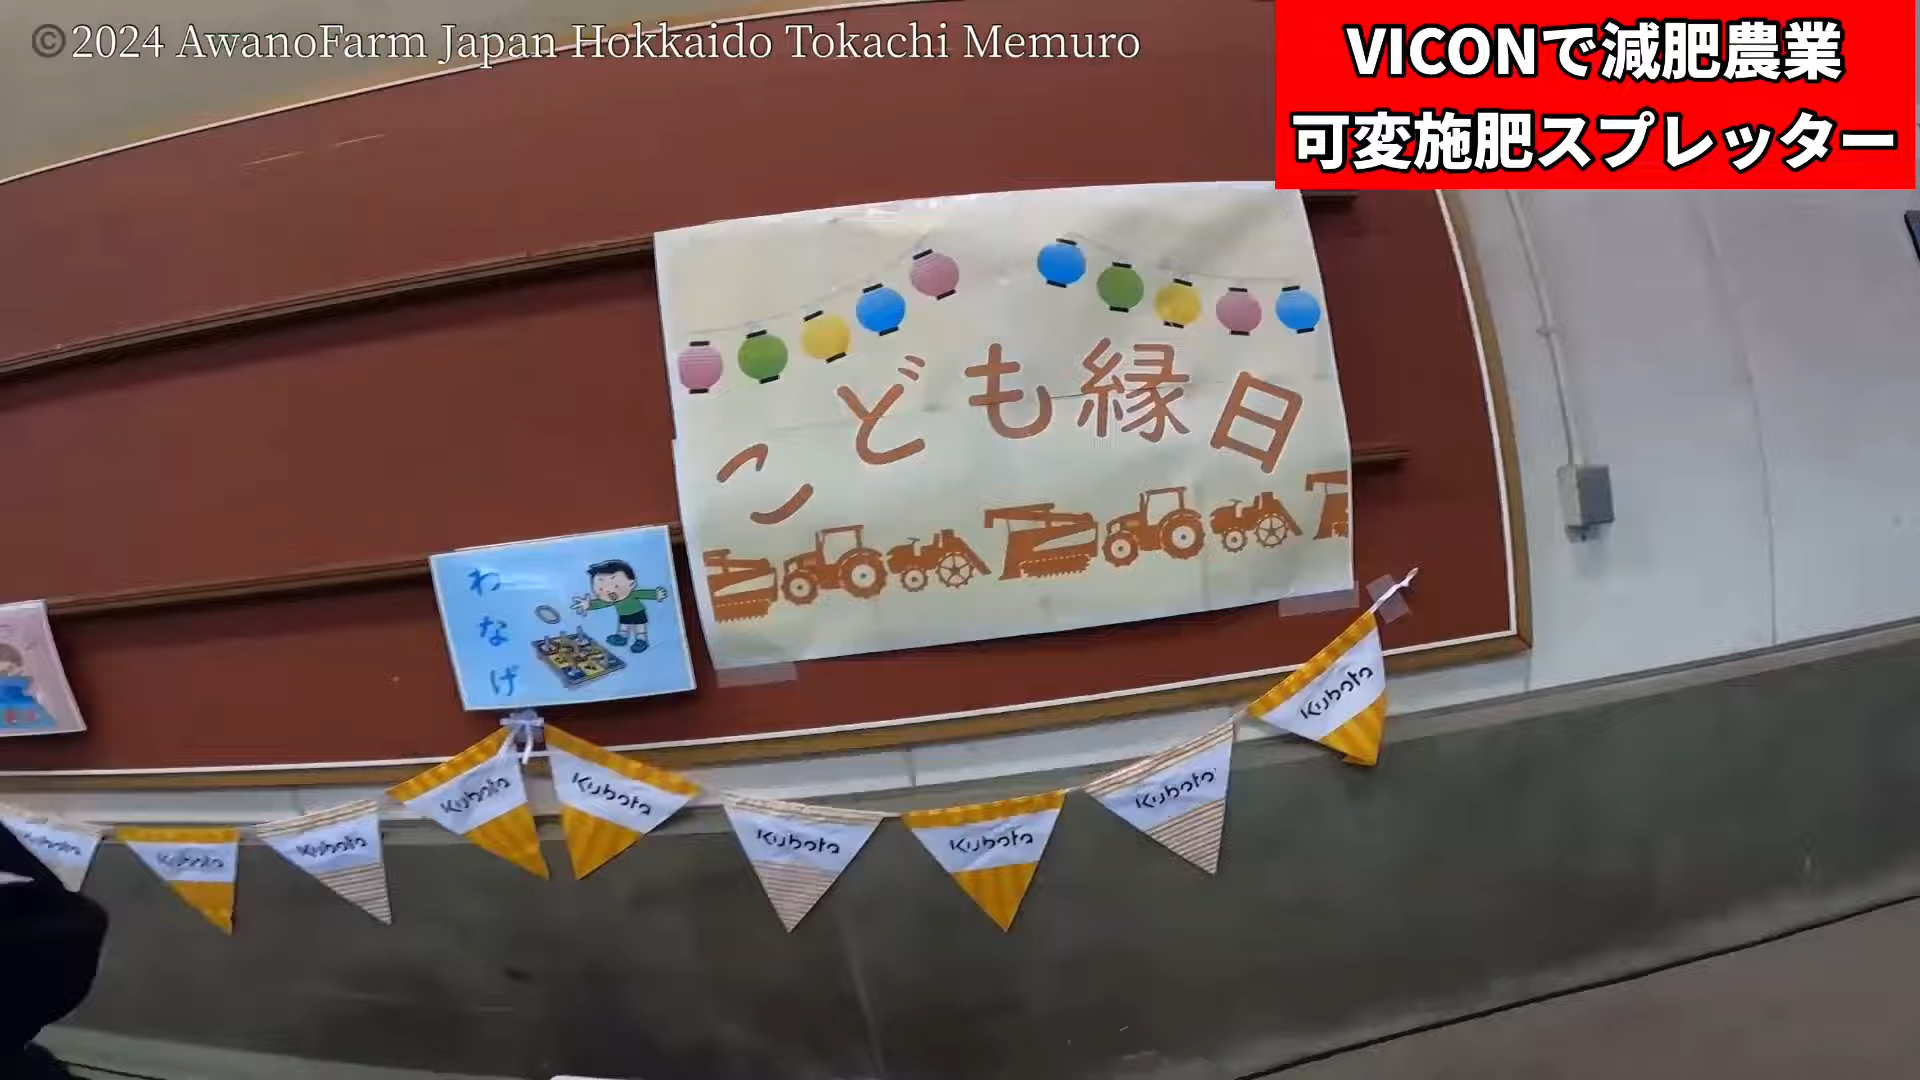 ©2024 AwanoFarm Japan Hokkaido Tokachi Memuro
VICONで減肥農業
可変施肥スプレッター
こども縁日
わなげ
Kubota
Kubota
Kubota
Kubota
Kubota
Kubota
Kubota
Kubota
Kubota